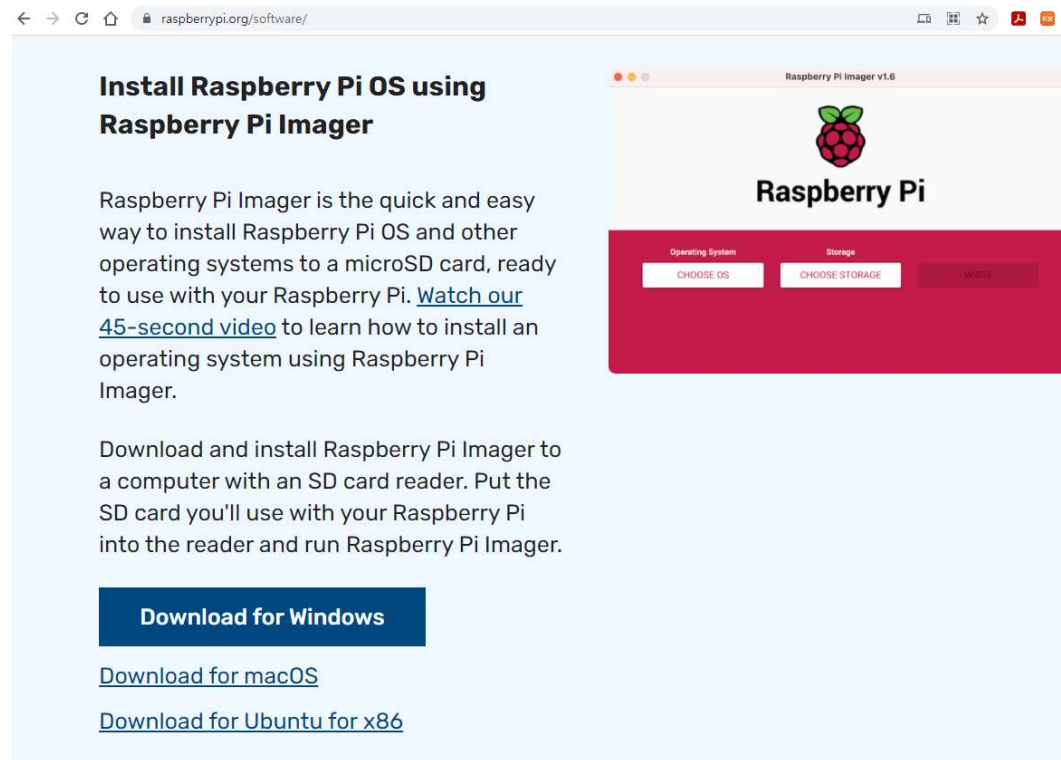 raspberrypi.org/software/
Install Raspberry Pi OS using
Raspberry Pi Imager
Raspberry Pi Imager is the quick and easy
way to install Raspberry Pi OS and other
operating systems to a microSD card, ready
to use with your Raspberry Pi. Watch our
45-second video to learn how to install an
operating system using Raspberry Pi
Imager.
Download and install Raspberry Pi Imager to
a computer with an SD card reader. Put the
SD card you'll use with your Raspberry Pi
into the reader and run Raspberry Pi Imager.
Download for Windows
Download for macOS
Download for Ubuntu for x86
Raspberry Pi Imager v1.6
Raspberry Pi
Operating System Storage
CHOOSE OS CHOOSE STORAGE WRITE